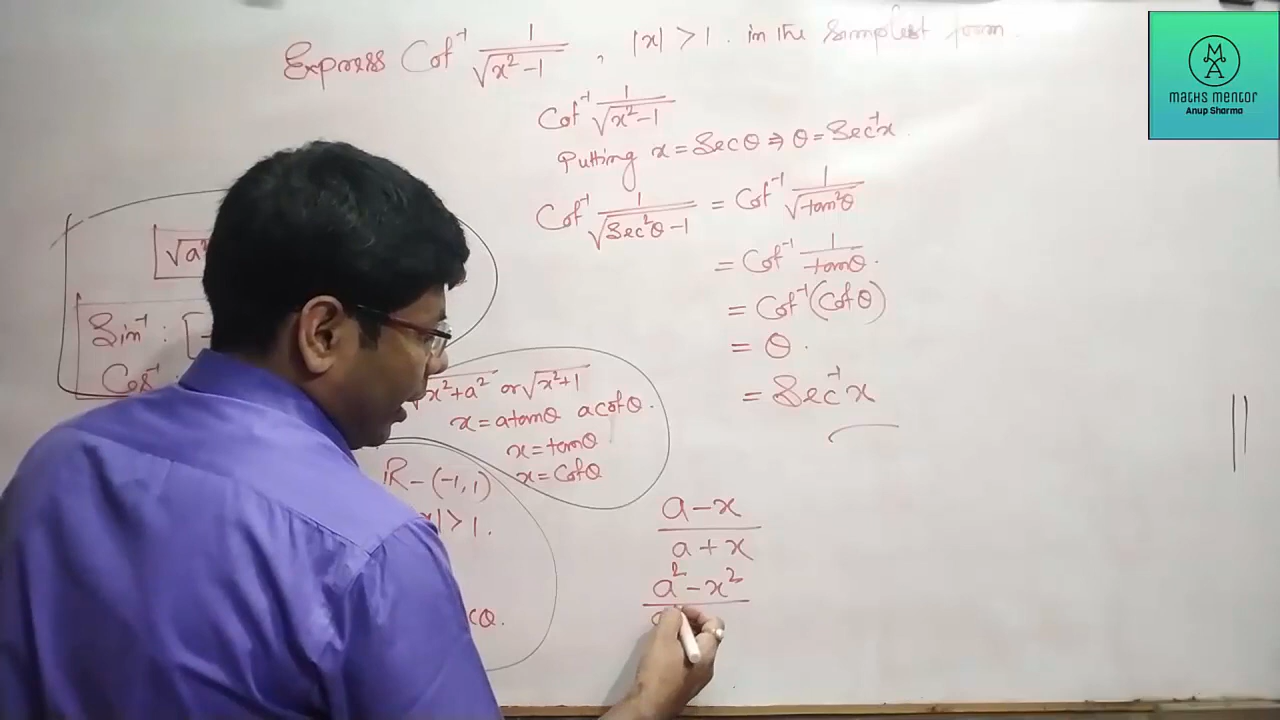 Express Cot⁻¹ 1/√(x²-1) , |x| > 1 . in the Simplest form .
MATHS MENTOR
Anup Sharma
Cot⁻¹ 1/√(x²-1)
Putting x = Secθ ⇒ θ = Sec⁻¹x .
Cot⁻¹ 1/√(Sec²θ-1) = Cot⁻¹ 1/√(tan²θ)
= Cot⁻¹ 1/tanθ .
= Cot⁻¹(Cotθ)
= θ .
= Sec⁻¹x
√a²
Sin⁻¹ : [-
Cos⁻¹
√(x²+a²) or √(x²+1)
x = atanθ acotθ .
x = tanθ
x = Cotθ
R - (-1, 1)
x| > 1 .
cθ .
a - x
a + x
a² - x²